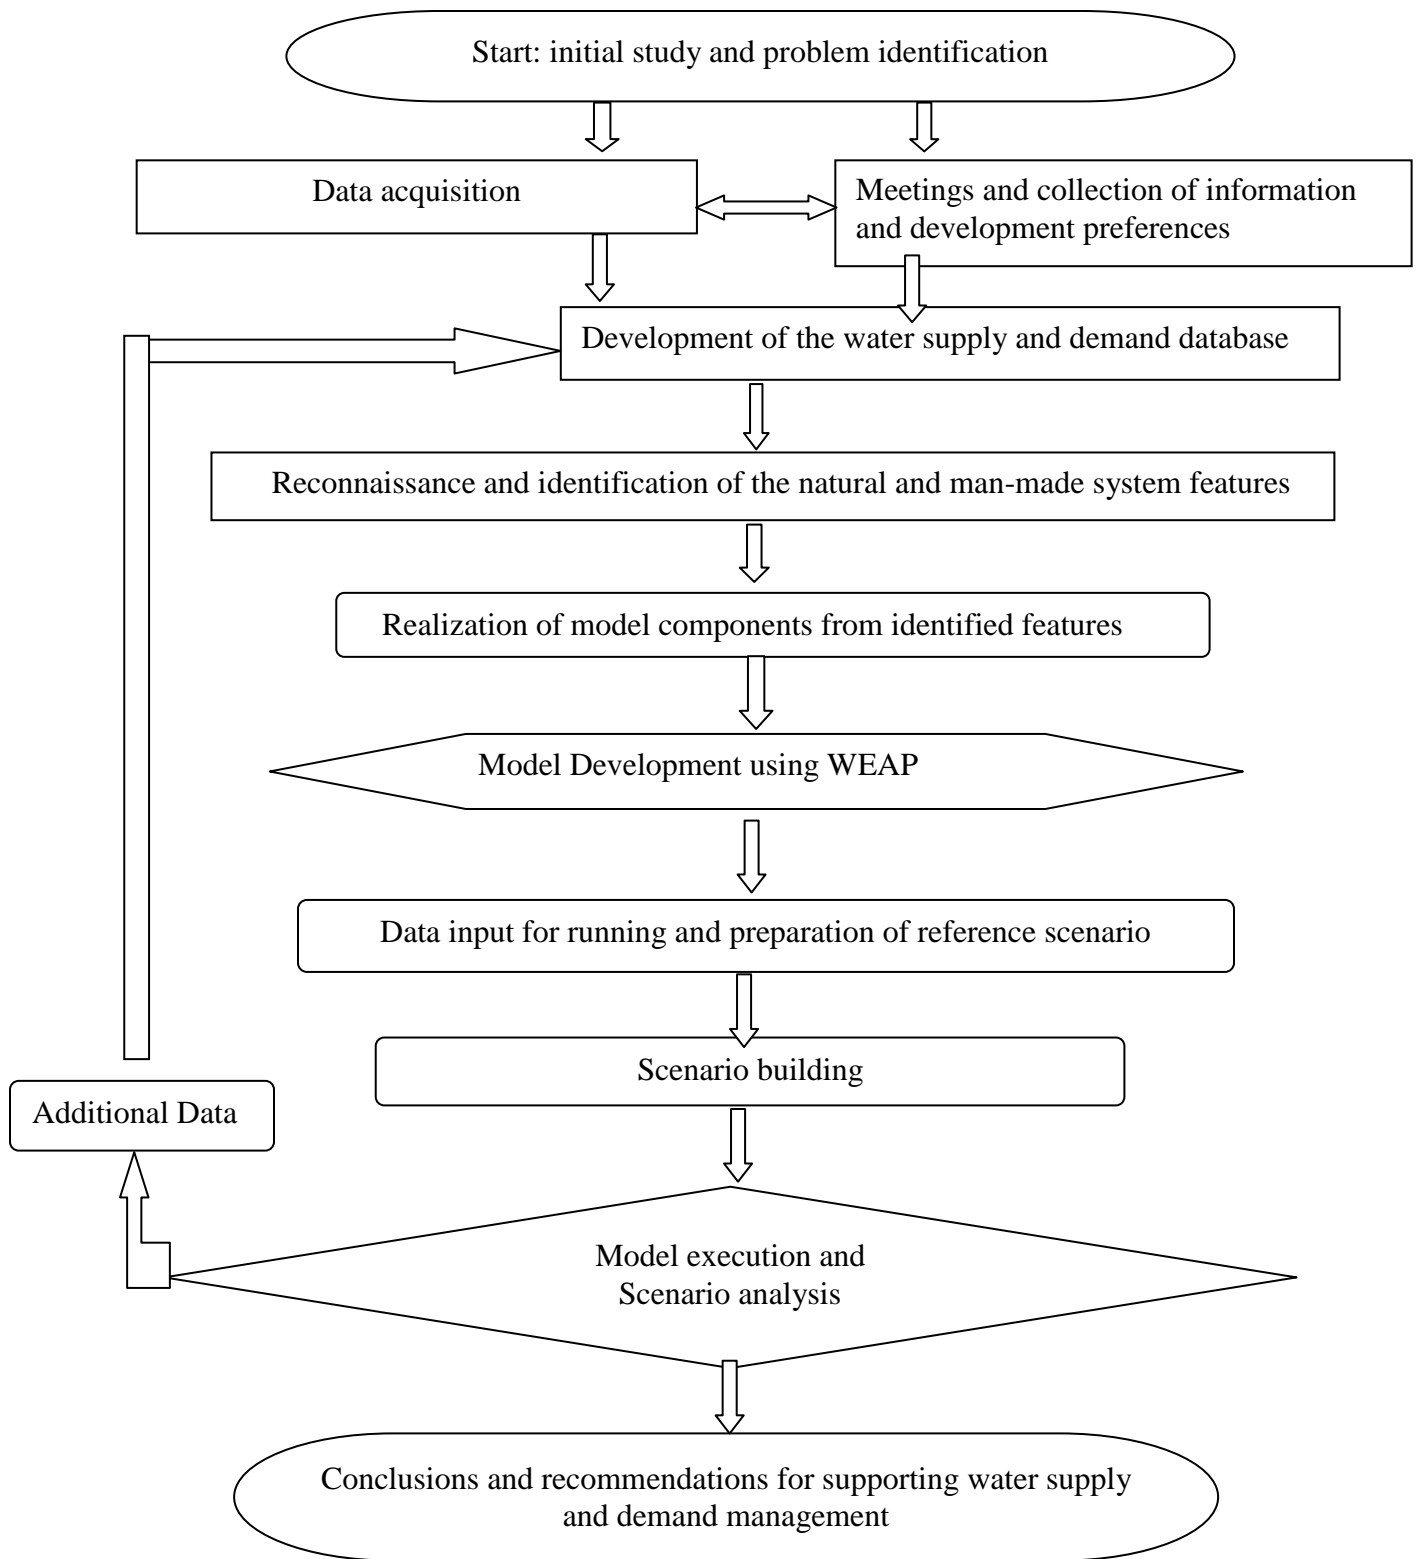 Start: initial study and problem identification
Data acquisition
Meetings and collection of information
and development preferences
Development of the water supply and demand database
Reconnaissance and identification of the natural and man-made system features
Realization of model components from identified features
Model Development using WEAP
Data input for running and preparation of reference scenario
Scenario building
Additional Data
Model execution and
Scenario analysis
Conclusions and recommendations for supporting water supply
and demand management